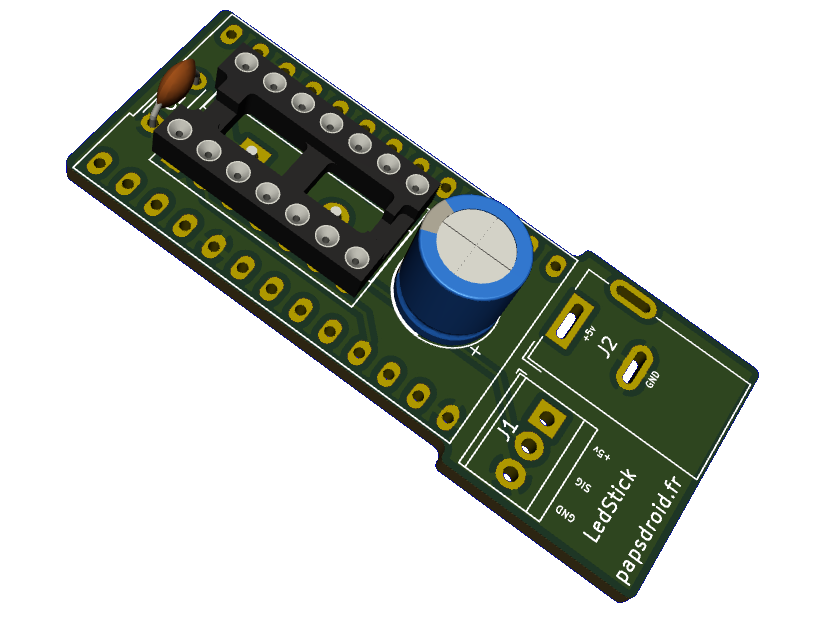 +5v
J2
GND
J1
+5v
SIG
GND
LedStick
papsdroid.fr